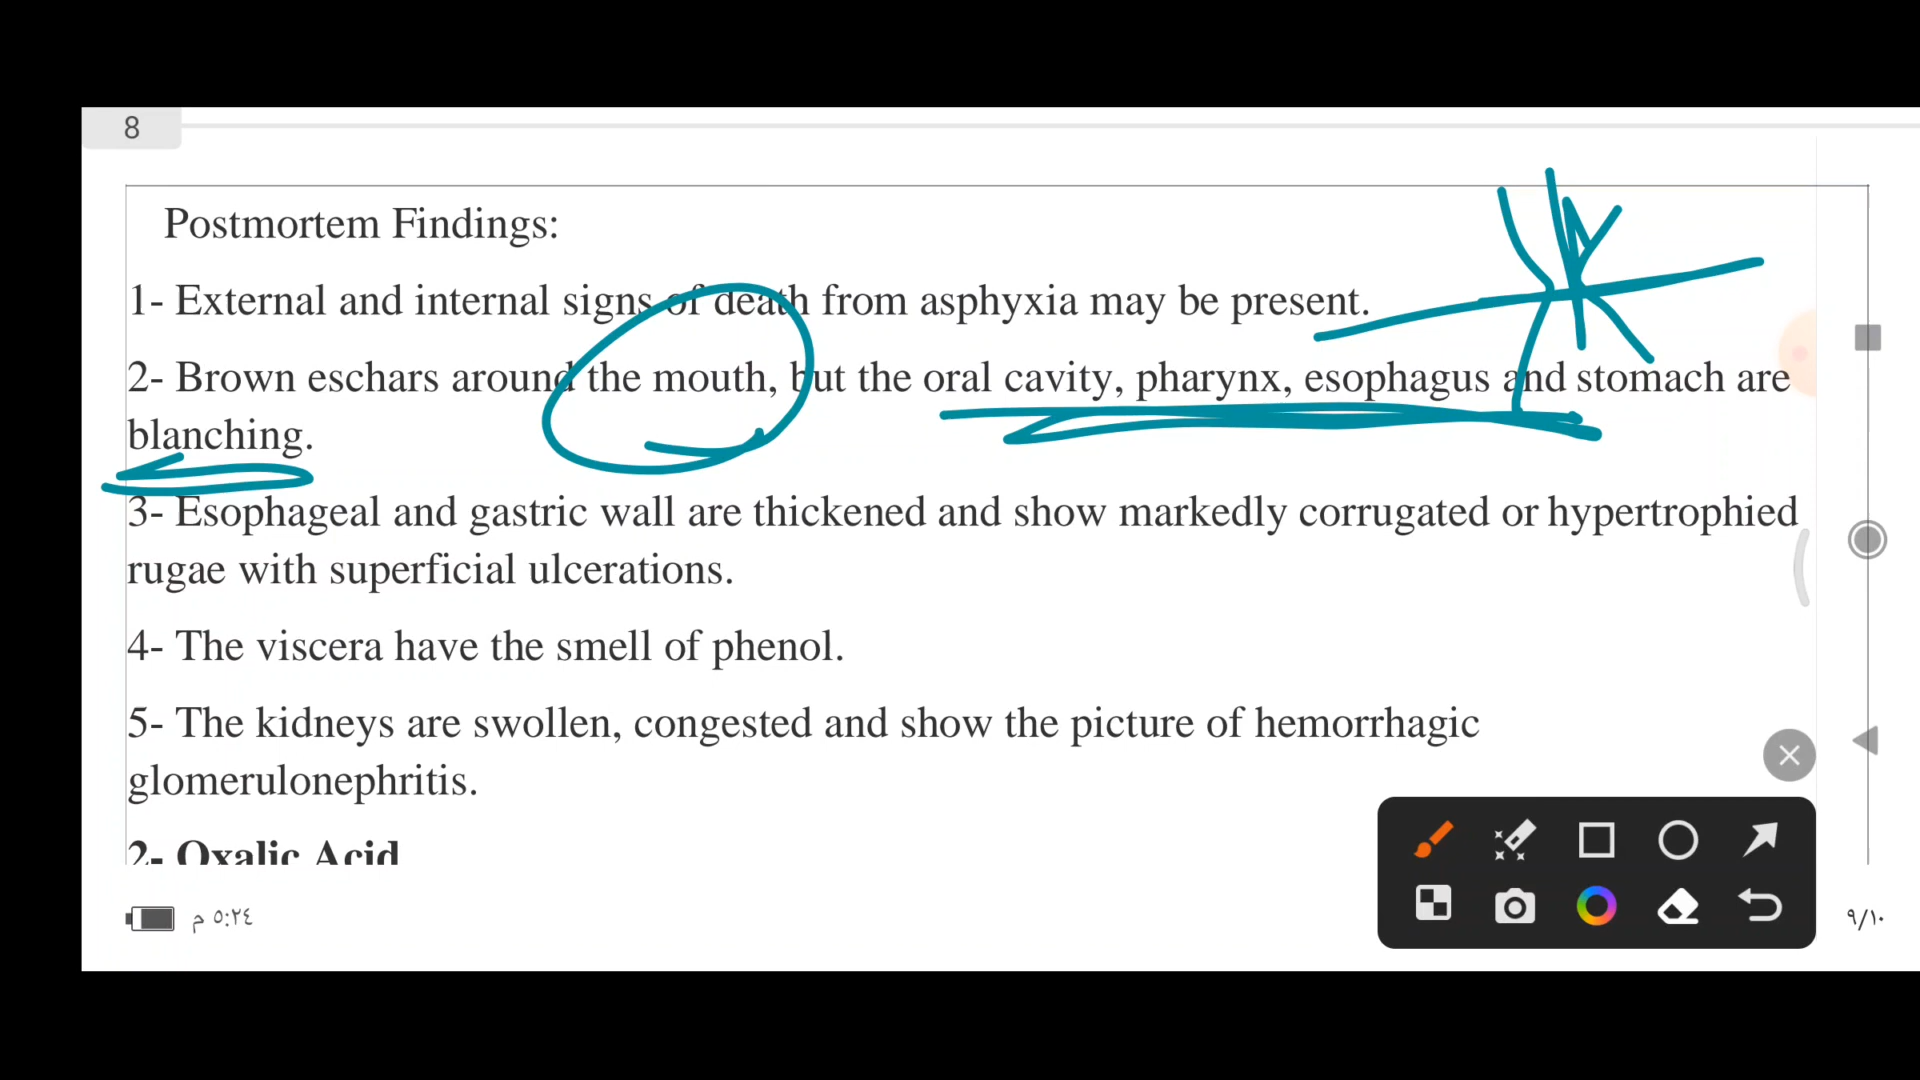 8
Postmortem Findings:
1- External and internal signs of death from asphyxia may be present.
2- Brown eschars around the mouth, but the oral cavity, pharynx, esophagus and stomach are
blanching.
3- Esophageal and gastric wall are thickened and show markedly corrugated or hypertrophied
rugae with superficial ulcerations.
4- The viscera have the smell of phenol.
5- The kidneys are swollen, congested and show the picture of hemorrhagic
glomerulonephritis.
2- Oxalic Acid
٥:٢٤ م
٩/١٠